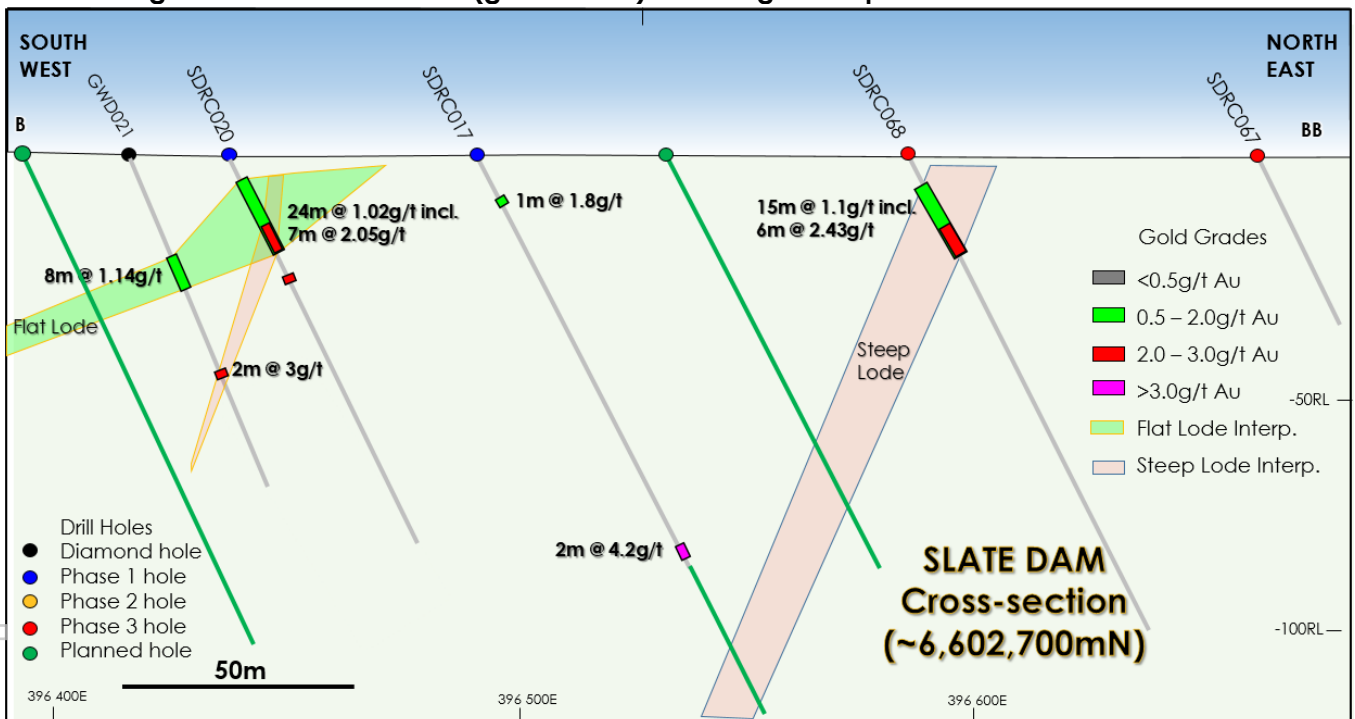 SOUTH
WEST
NORTH
EAST
B
BB
GWD021
SDRC020
SDRC017
SDRC068
SDRC067
24m @ 1.02g/t incl.
7m @ 2.05g/t
1m @ 1.8g/t
15m @ 1.1g/t incl.
6m @ 2.43g/t
8m @ 1.14g/t
Flat Lode
2m @ 3g/t
Steep
Lode
2m @ 4.2g/t
Gold Grades
<0.5g/t Au
0.5 – 2.0g/t Au
2.0 – 3.0g/t Au
>3.0g/t Au
Flat Lode Interp.
Steep Lode Interp.
-50RL
-100RL
Drill Holes
Diamond hole
Phase 1 hole
Phase 2 hole
Phase 3 hole
Planned hole
50m
SLATE DAM
Cross-section
(~6,602,700mN)
396 400E
396 500E
396 600E